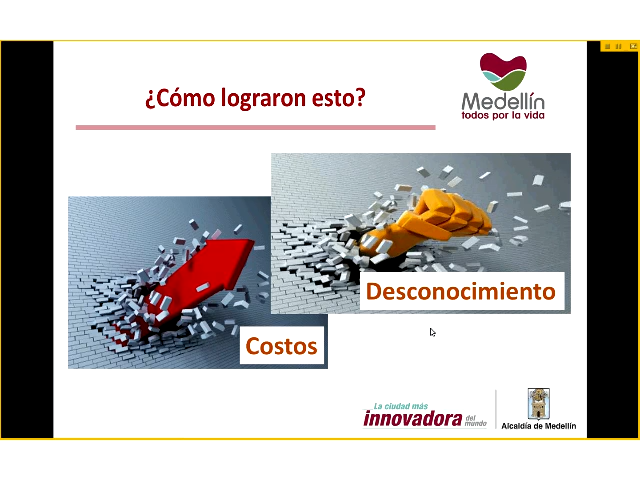 ¿Cómo lograron esto?
Medellín
todos por la vida
Desconocimiento
Costos
La ciudad más
innovadora del
mundo
Alcaldía de Medellín